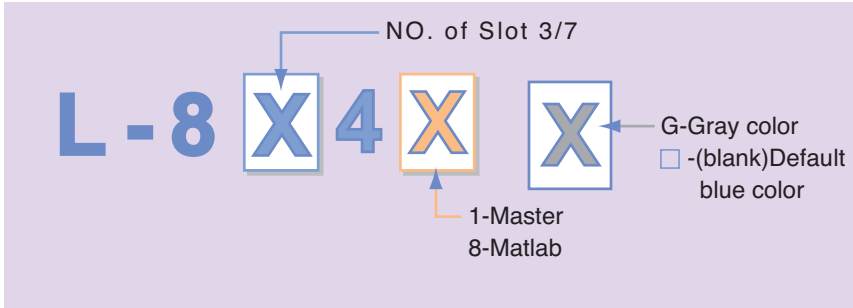 NO. of Slot 3/7
L-8 X 4 X X
G-Gray color
□ -(blank)Default
blue color
1-Master
8-Matlab